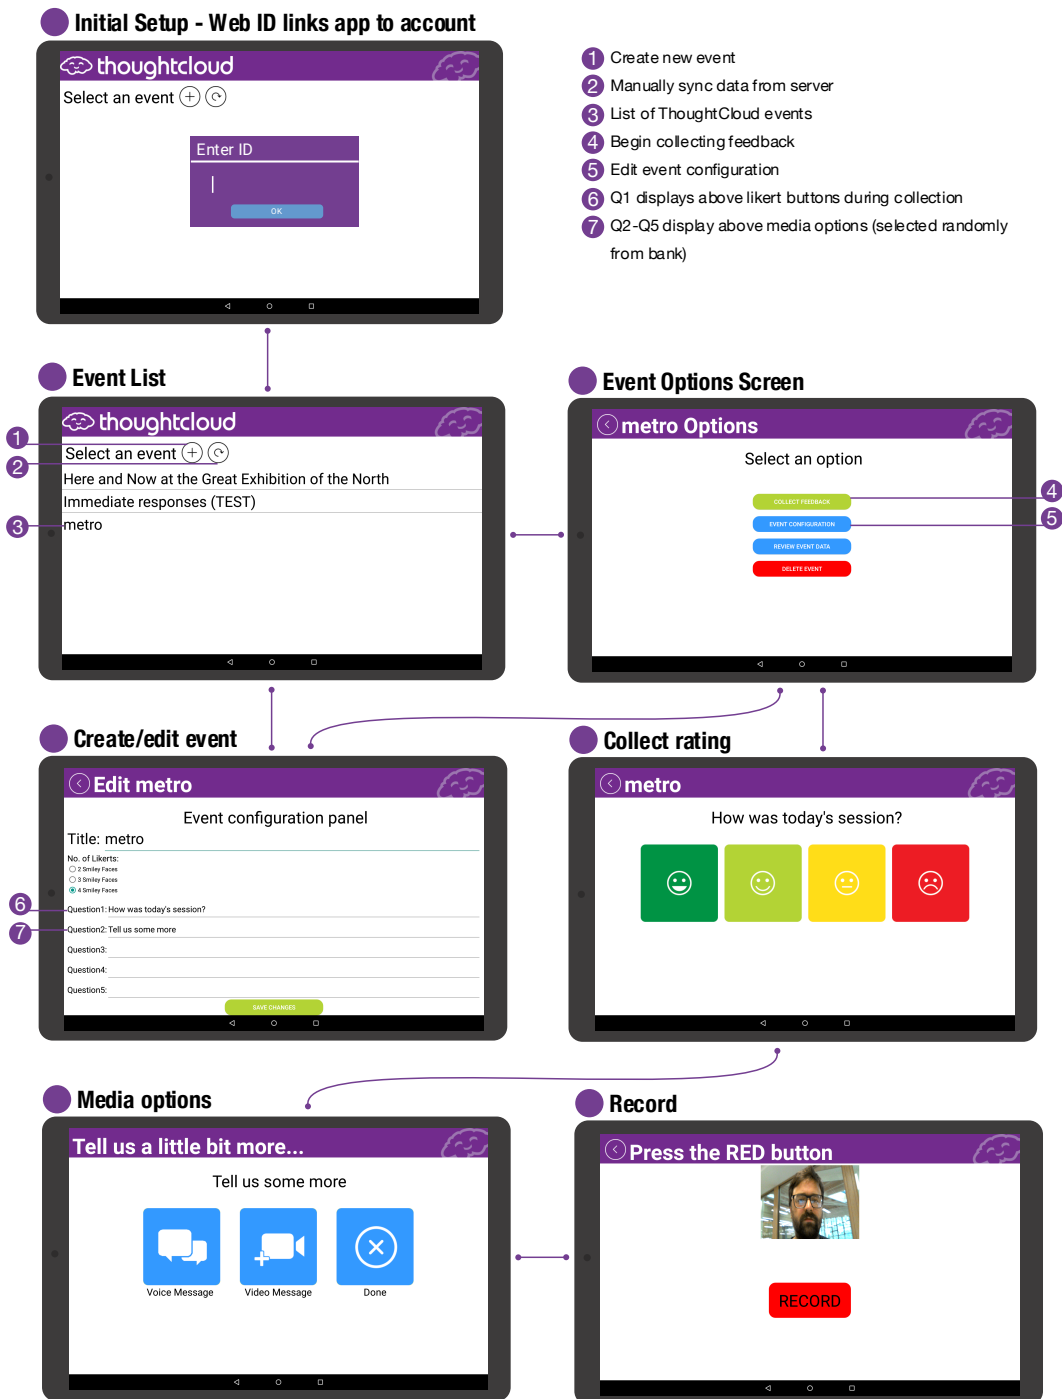 Initial Setup - Web ID links app to account
thoughtcloud
Select an event
Enter ID
OK
1 Create new event
2 Manually sync data from server
3 List of ThoughtCloud events
4 Begin collecting feedback
5 Edit event configuration
6 Q1 displays above likert buttons during collection
7 Q2-Q5 display above media options (selected randomly
from bank)
Event List
thoughtcloud
1
Select an event
2
Here and Now at the Great Exhibition of the North
Immediate responses (TEST)
3 metro
Event Options Screen
metro Options
Select an option
COLLECT FEEDBACK
4
EVENT CONFIGURATION
5
REVIEW EVENT DATA
DELETE EVENT
Create/edit event
Edit metro
Event configuration panel
Title: metro
No. of Likerts:
2 Smiley Faces
3 Smiley Faces
4 Smiley Faces
6 Question1: How was today's session?
7 Question2: Tell us some more
Question3:
Question4:
Question5:
SAVE CHANGES
Collect rating
metro
How was today's session?
Media options
Tell us a little bit more...
Tell us some more
Voice Message
Video Message
Done
Record
Press the RED button
RECORD